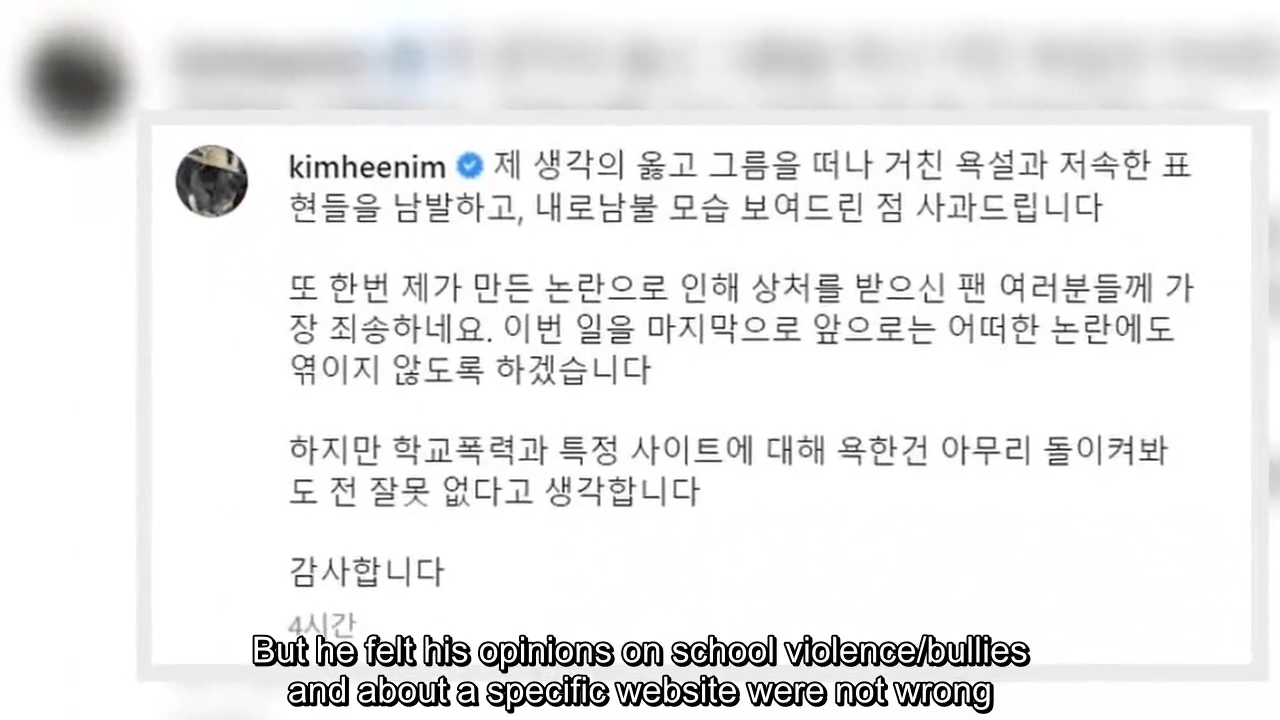 kimheenim 제 생각의 옳고 그름을 떠나 거친 욕설과 저속한 표
현들을 남발하고, 내로남불 모습 보여드린 점 사과드립니다
또 한번 제가 만든 논란으로 인해 상처를 받으신 팬 여러분들께 가
장 죄송하네요. 이번 일을 마지막으로 앞으로는 어떠한 논란에도
엮이지 않도록 하겠습니다
하지만 학교폭력과 특정 사이트에 대해 욕한건 아무리 돌이켜봐
도 전 잘못 없다고 생각합니다
감사합니다
4시간
But he felt his opinions on school violence/bullies
and about a specific website were not wrong